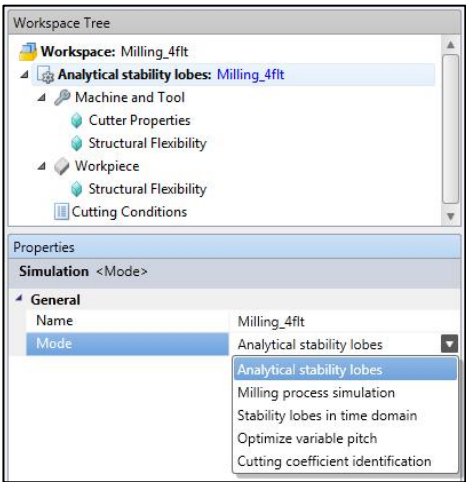 Workspace Tree
Workspace: Milling_4flt
Analytical stability lobes: Milling_4flt
Machine and Tool
Cutter Properties
Structural Flexibility
Workpiece
Structural Flexibility
Cutting Conditions
Properties
Simulation <Mode>
General
Name Milling_4flt
Mode Analytical stability lobes
Analytical stability lobes
Milling process simulation
Stability lobes in time domain
Optimize variable pitch
Cutting coefficient identification